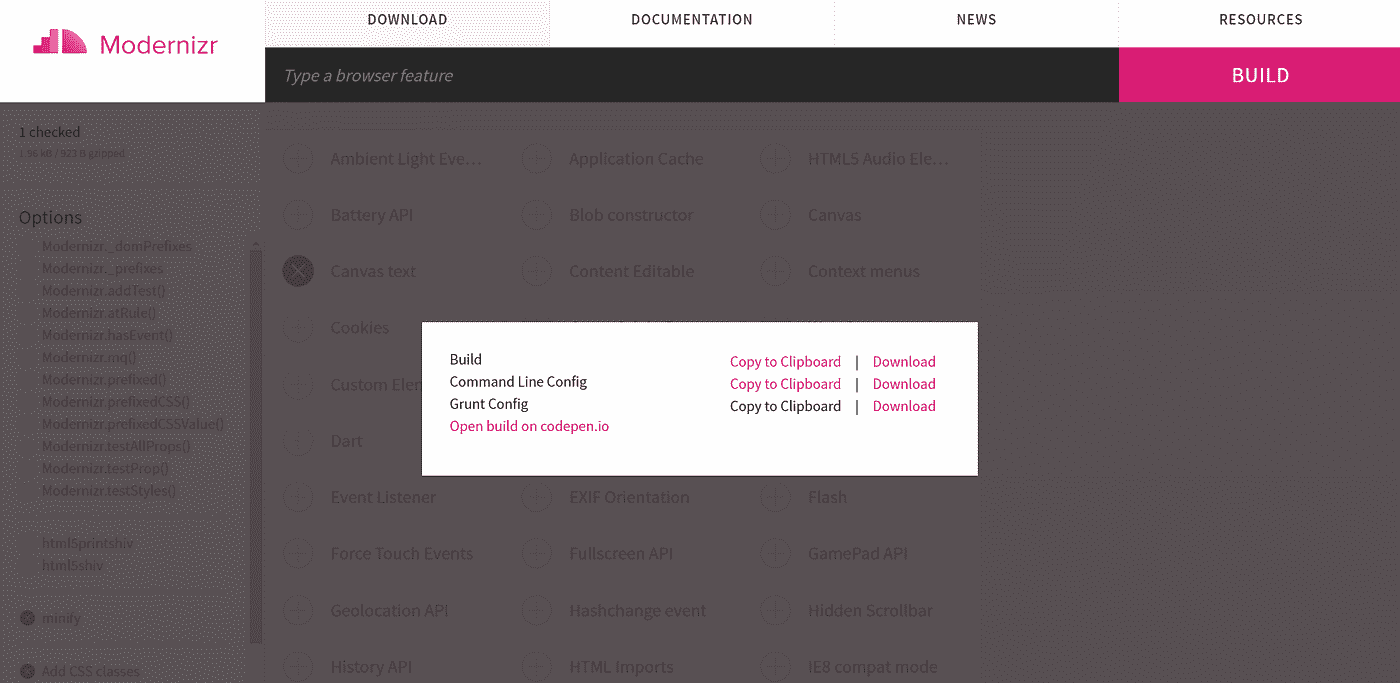 Modernizr
DOWNLOAD
DOCUMENTATION
NEWS
RESOURCES
Type a browser feature
BUILD
1 checked
1.96 kB / 923 B gzipped
Options
Modernizr._domPrefixes
Modernizr._prefixes
Modernizr.addTest()
Modernizr.atRule()
Modernizr.hasEvent()
Modernizr.mq()
Modernizr.prefixed()
Modernizr.prefixedCSS()
Modernizr.prefixedCSSValue()
Modernizr.testAllProps()
Modernizr.testProp()
Modernizr.testStyles()
html5printshiv
html5shiv
minify
Add CSS classes
Ambient Light Eve… Application Cache HTML5 Audio Ele…
Battery API Blob constructor Canvas
Canvas text Content Editable Context menus
Cookies
Custom Elem
Dart
Build Copy to Clipboard | Download
Command Line Config Copy to Clipboard | Download
Grunt Config Copy to Clipboard | Download
Open build on codepen.io
Event Listener EXIF Orientation Flash
Force Touch Events Fullscreen API GamePad API
Geolocation API Hashchange event Hidden Scrollbar
History API HTML Imports IE8 compat mode